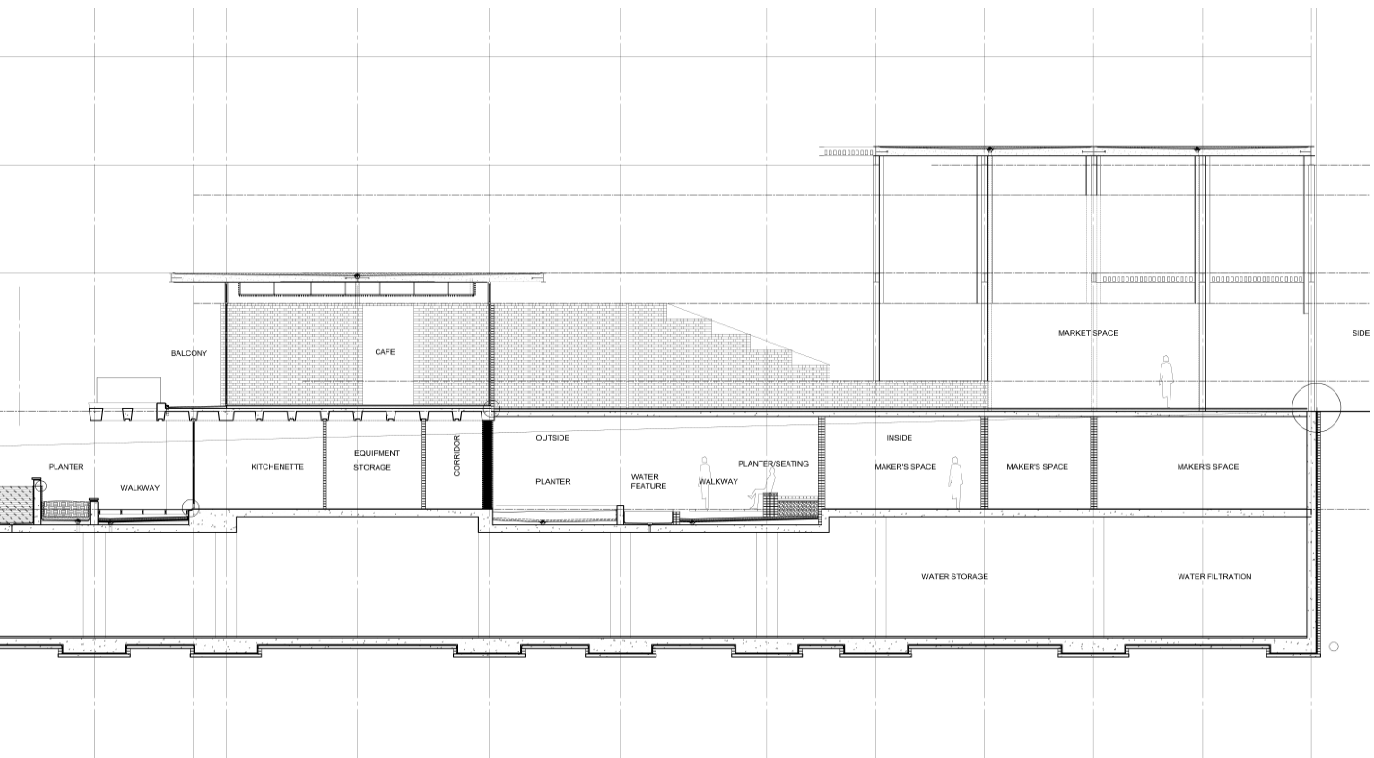 MARKET SPACE
SIDE
BALCONY
CAFE
OUTSIDE
INSIDE
CORRIDOR
EQUIPMENT
STORAGE
KITCHENETTE
PLANTER
WALKWAY
PLANTER
WATER
FEATURE
WALKWAY
PLANTER/SEATING
MAKER'S SPACE
MAKER'S SPACE
MAKER'S SPACE
WATER STORAGE
WATER FILTRATION